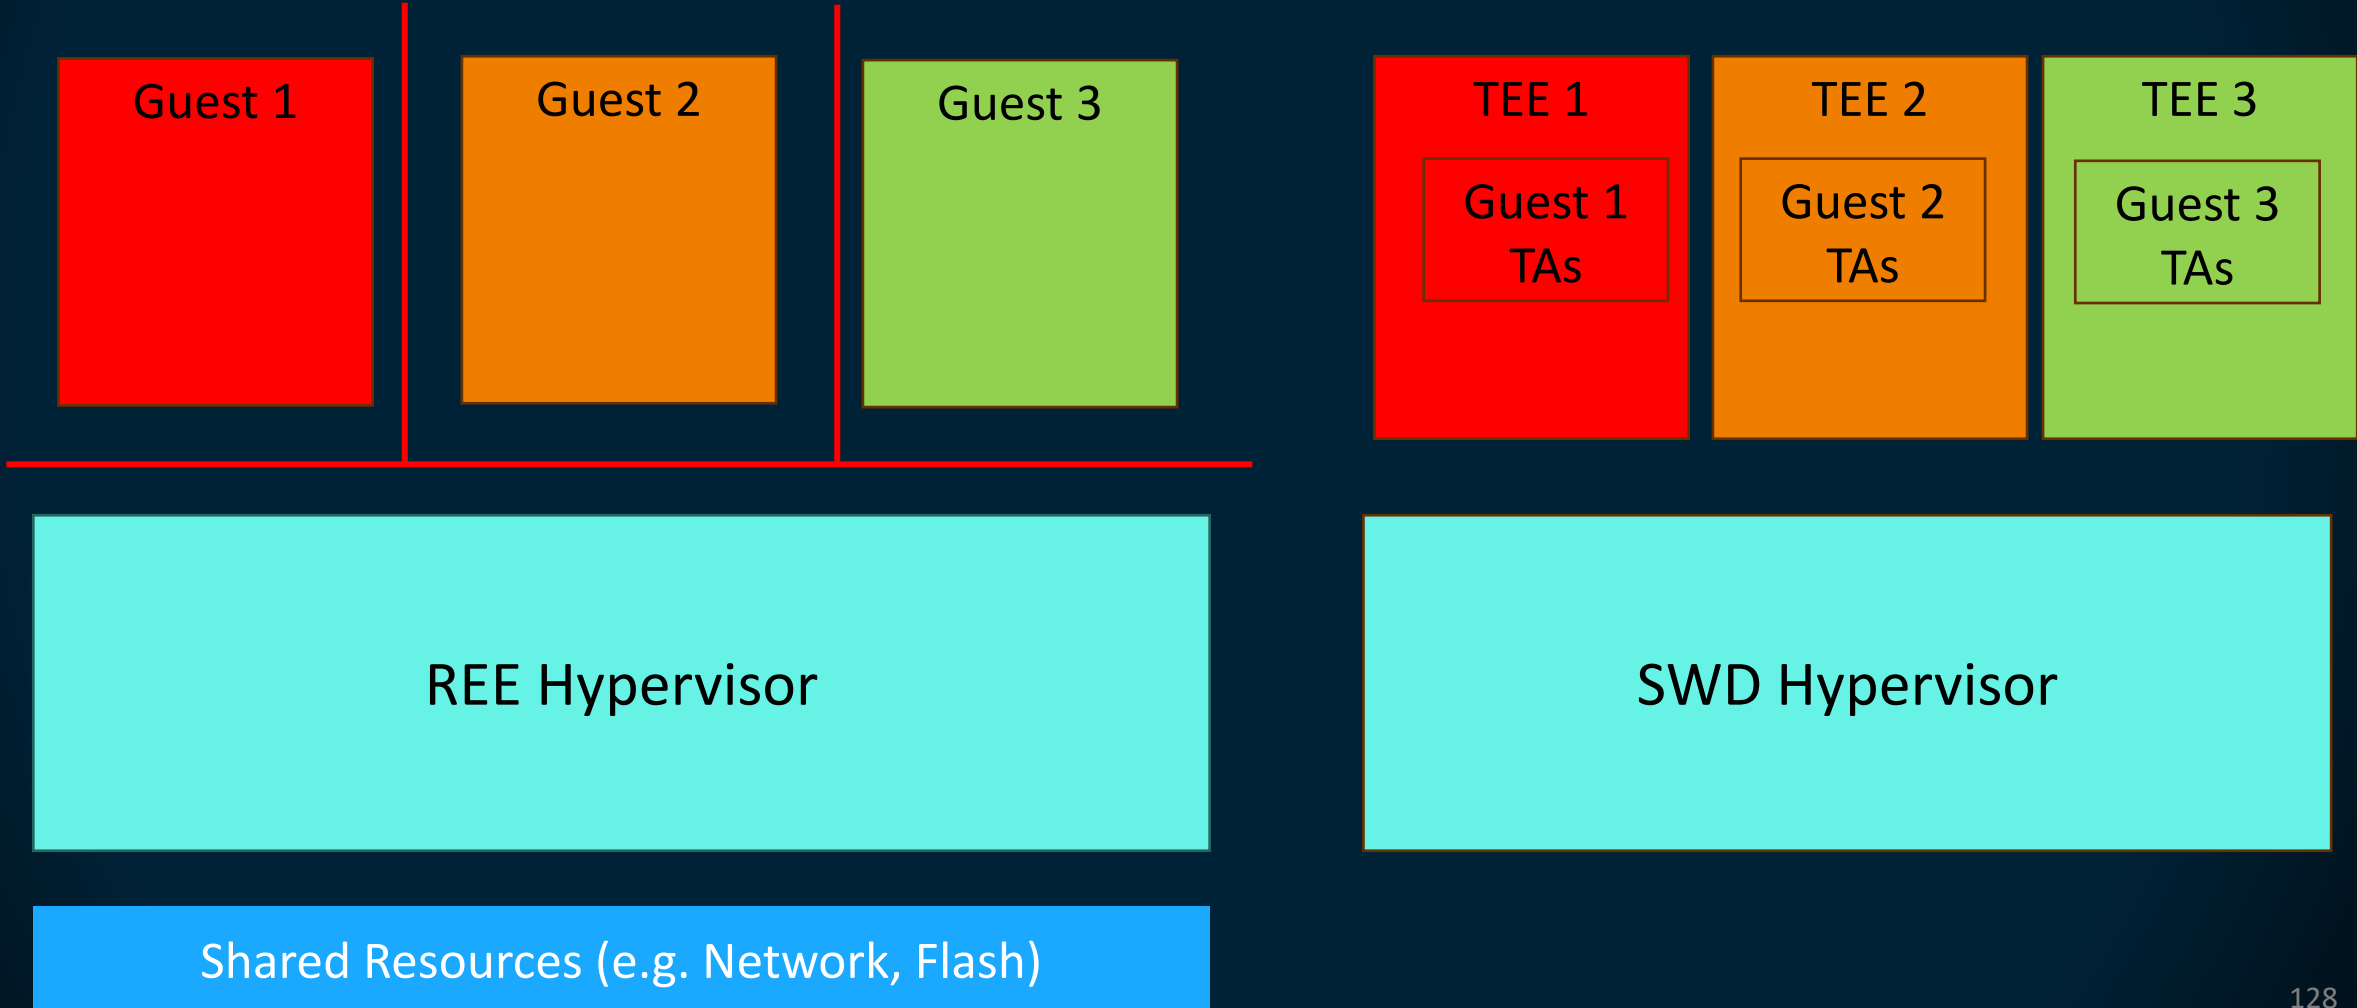 Guest 1
Guest 2
Guest 3
TEE 1
TEE 2
TEE 3
Guest 1
TAs
Guest 2
TAs
Guest 3
TAs
REE Hypervisor
SWD Hypervisor
Shared Resources (e.g. Network, Flash)
128